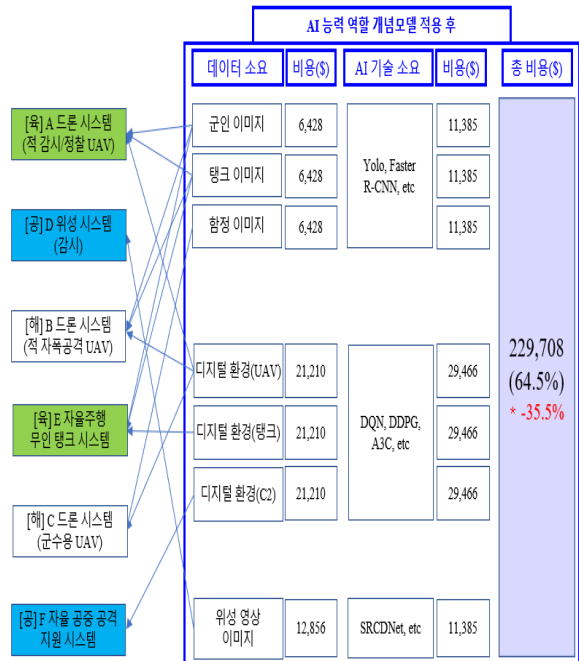 AI 능력 역할 개념모델 적용 후
데이터 소요
비용($)
AI 기술 소요
비용($)
총 비용($)
[육] A 드론 시스템
(적 감시/정찰 UAV)
[공] D 위성 시스템
(감시)
[해] B 드론 시스템
(적 자폭공격 UAV)
[육] E 자율주행
무인 탱크 시스템
[해] C 드론 시스템
(군수용 UAV)
[공] F 자율 공중 공격
지원 시스템
군인 이미지
6,428
11,385
탱크 이미지
6,428
Yolo, Faster
R-CNN, etc
11,385
함정 이미지
6,428
11,385
디지털 환경(UAV)
21,210
29,466
디지털 환경(탱크)
21,210
DQN, DDPG,
A3C, etc
29,466
디지털 환경(C2)
21,210
29,466
위성 영상
이미지
12,856
SRCDNet, etc
11,385
229,708
(64.5%)
* -35.5%